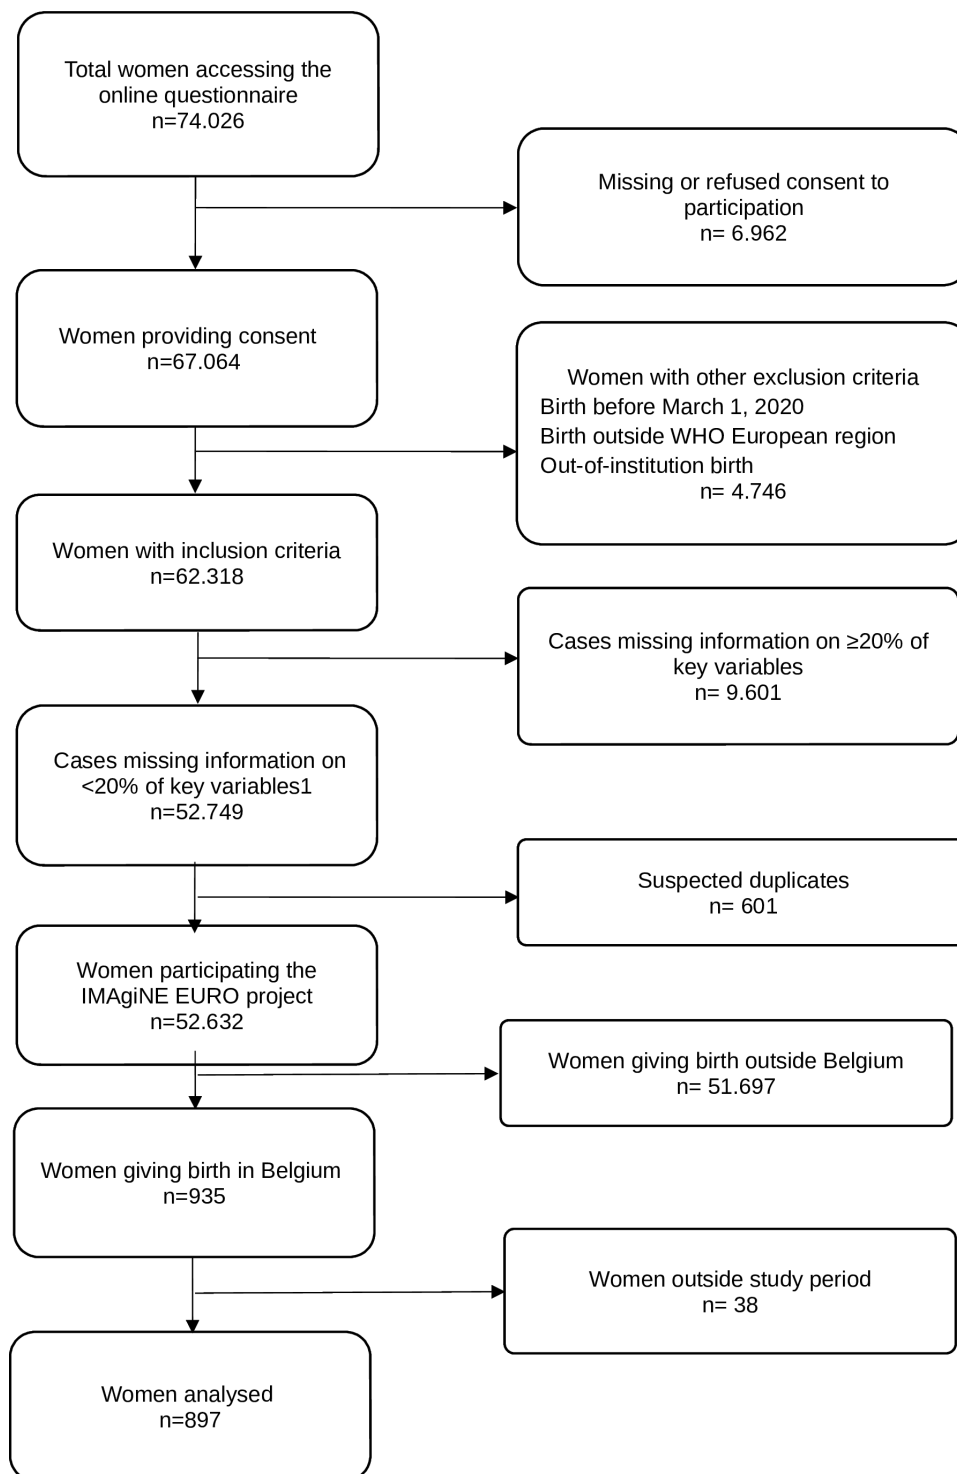 Total women accessing the
online questionnaire
n=74.026
Missing or refused consent to
participation
n= 6.962
Women providing consent
n=67.064
Women with other exclusion criteria
Birth before March 1, 2020
Birth outside WHO European region
Out-of-institution birth
n= 4.746
Women with inclusion criteria
n=62.318
Cases missing information on ≥20% of
key variables
n= 9.601
Cases missing information on
<20% of key variables1
n=52.749
Suspected duplicates
n= 601
Women participating the
IMAgiNE EURO project
n=52.632
Women giving birth outside Belgium
n= 51.697
Women giving birth in Belgium
n=935
Women outside study period
n= 38
Women analysed
n=897